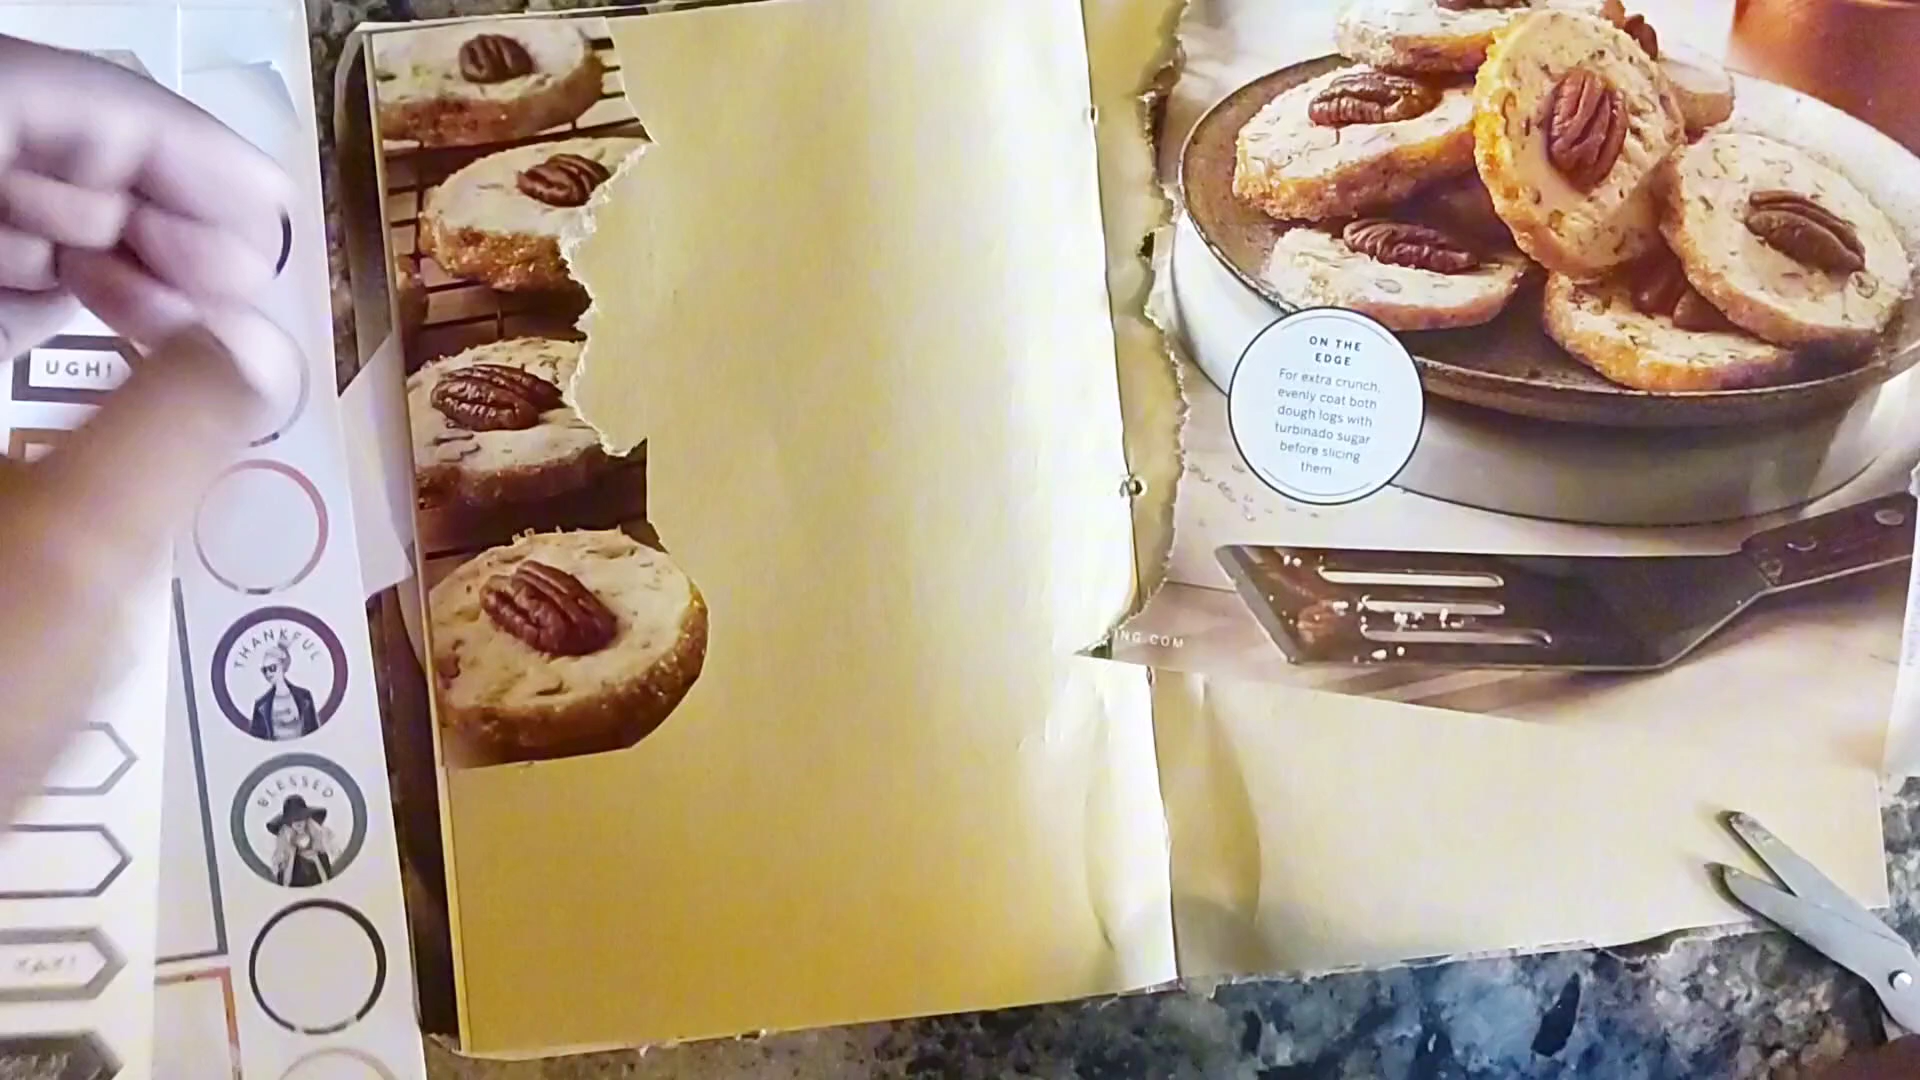 UGH!
THANKFUL
BLESSED
YAY!
ON THE
EDGE
For extra crunch,
evenly coat both
dough logs with
turbinado sugar
before slicing
them
ING.COM